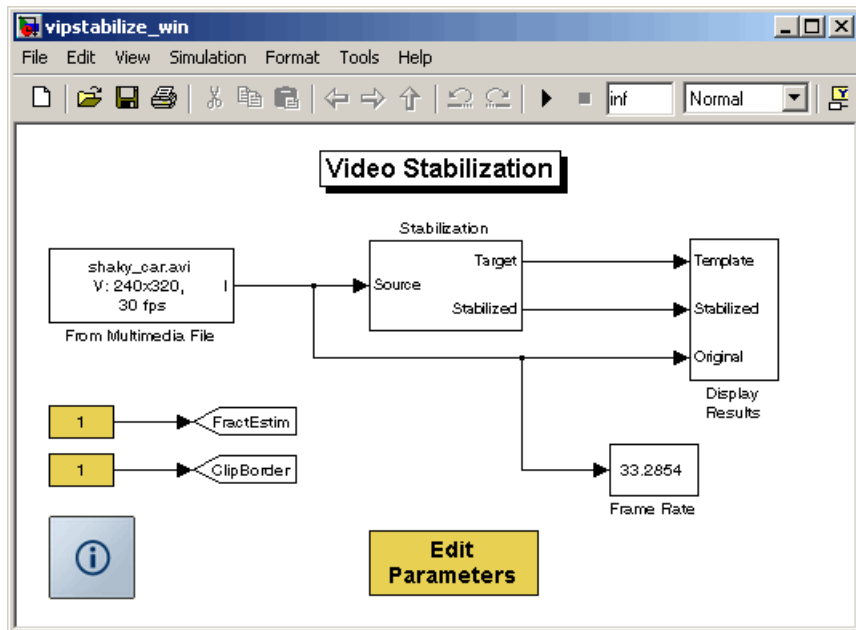 vipstabilize_win
File Edit View Simulation Format Tools Help
inf Normal
Video Stabilization
Stabilization
shaky_car.avi
V: 240x320,
30 fps
I
From Multimedia File
Source
Target
Stabilized
Template
Stabilized
Original
Display
Results
1
FractEstim
1
ClipBorder
33.2854
Frame Rate
Edit
Parameters